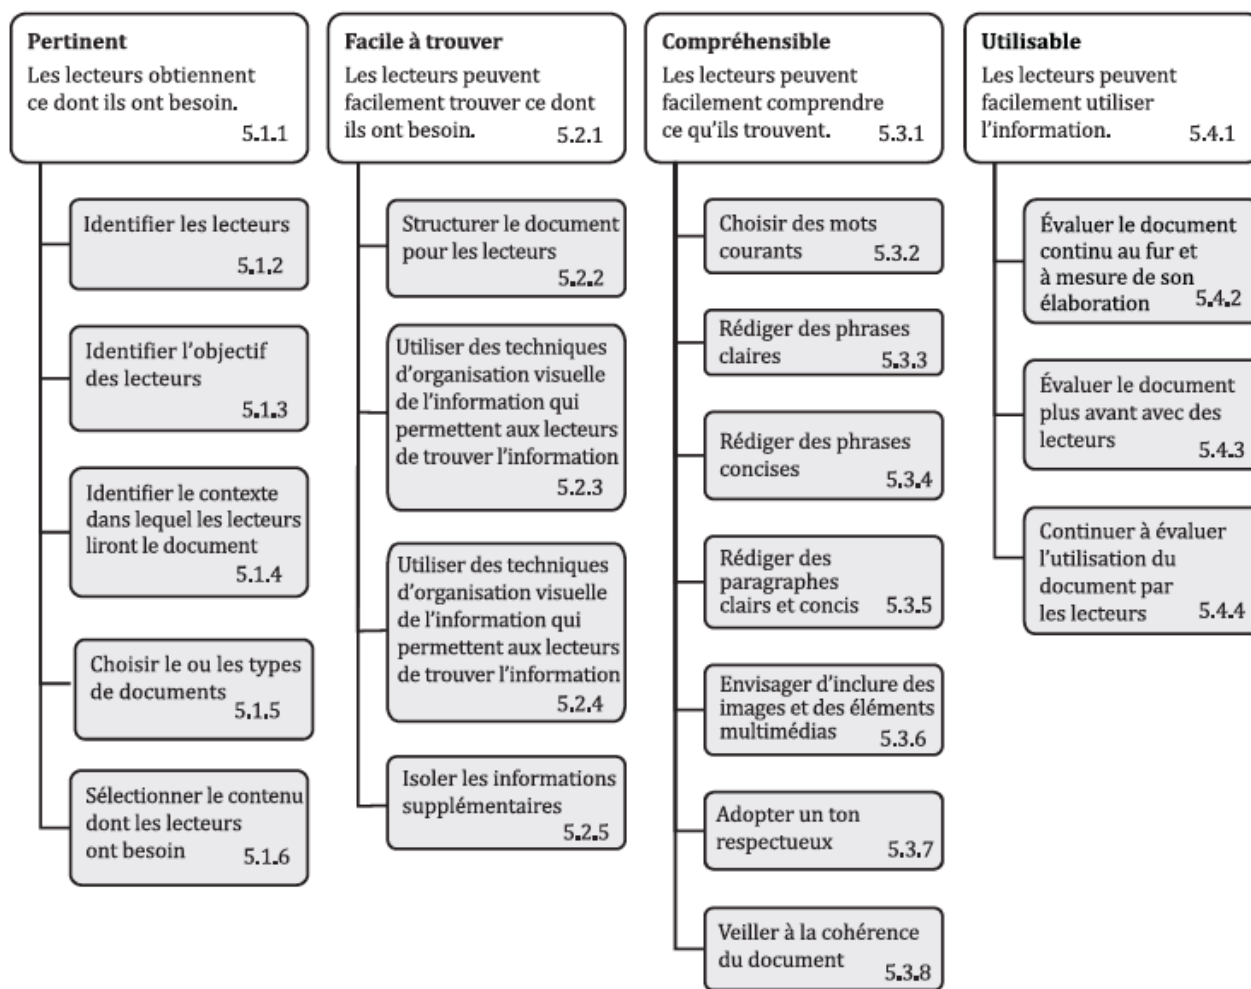 Pertinent
Les lecteurs obtiennent
ce dont ils ont besoin.
5.1.1
Identifier les lecteurs
5.1.2
Identifier l'objectif
des lecteurs
5.1.3
Identifier le contexte
dans lequel les lecteurs
liront le document
5.1.4
Choisir le ou les types
de documents
5.1.5
Sélectionner le contenu
dont les lecteurs
ont besoin 5.1.6
Facile à trouver
Les lecteurs peuvent
facilement trouver ce dont
ils ont besoin. 5.2.1
Structurer le document
pour les lecteurs
5.2.2
Utiliser des techniques
d'organisation visuelle
de l'information qui
permettent aux lecteurs
de trouver l'information
5.2.3
Utiliser des techniques
d'organisation visuelle
de l'information qui
permettent aux lecteurs
de trouver l'information
5.2.4
Isoler les informations
supplémentaires
5.2.5
Compréhensible
Les lecteurs peuvent
facilement comprendre
ce qu'ils trouvent. 5.3.1
Choisir des mots
courants 5.3.2
Rédiger des phrases
claires 5.3.3
Rédiger des phrases
concises 5.3.4
Rédiger des
paragraphes
clairs et concis 5.3.5
Envisager d'inclure des
images et des éléments
multimédias 5.3.6
Adopter un ton
respectueux 5.3.7
Veiller à la cohérence
du document 5.3.8
Utilisable
Les lecteurs peuvent
facilement utiliser
l'information. 5.4.1
Évaluer le document
continu au fur et
à mesure de son
élaboration 5.4.2
Évaluer le document
plus avant avec des
lecteurs 5.4.3
Continuer à évaluer
l'utilisation du
document par
les lecteurs 5.4.4